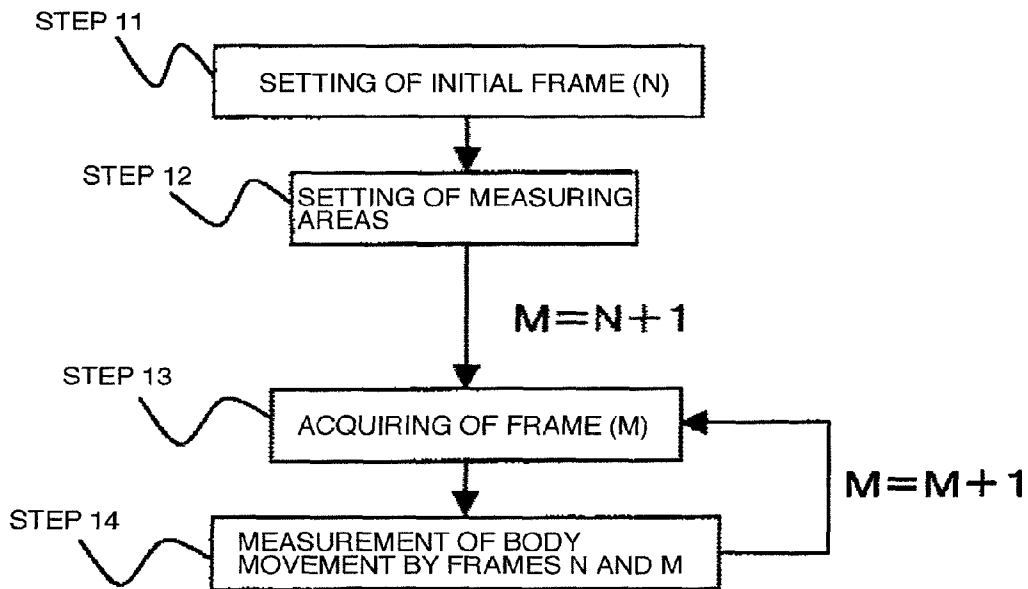 STEP 11
SETTING OF INITIAL FRAME (N)
STEP 12
SETTING OF MEASURING
AREAS
M=N+1
STEP 13
ACQUIRING OF FRAME (M)
M=M+1
STEP 14
MEASUREMENT OF BODY
MOVEMENT BY FRAMES N AND M